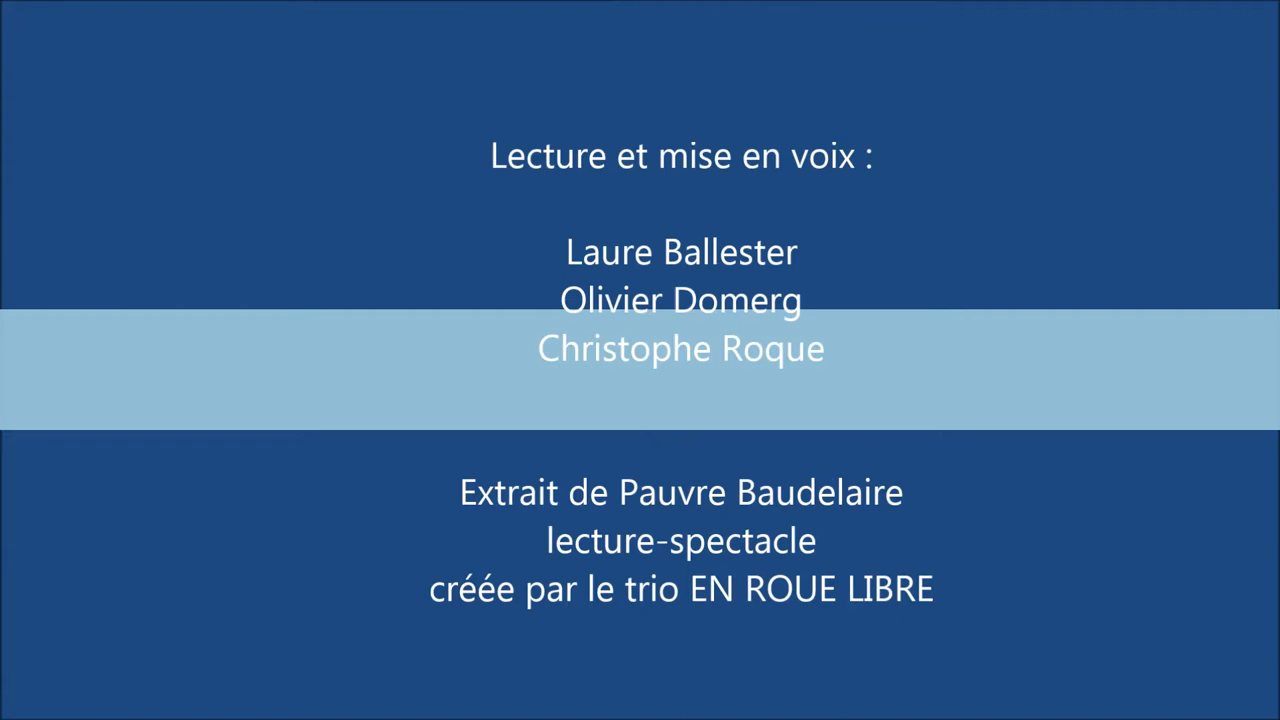 Lecture et mise en voix :
Laure Ballester
Olivier Domerg
Christophe Roque
Extrait de Pauvre Baudelaire
lecture-spectacle
créée par le trio EN ROUE LIBRE